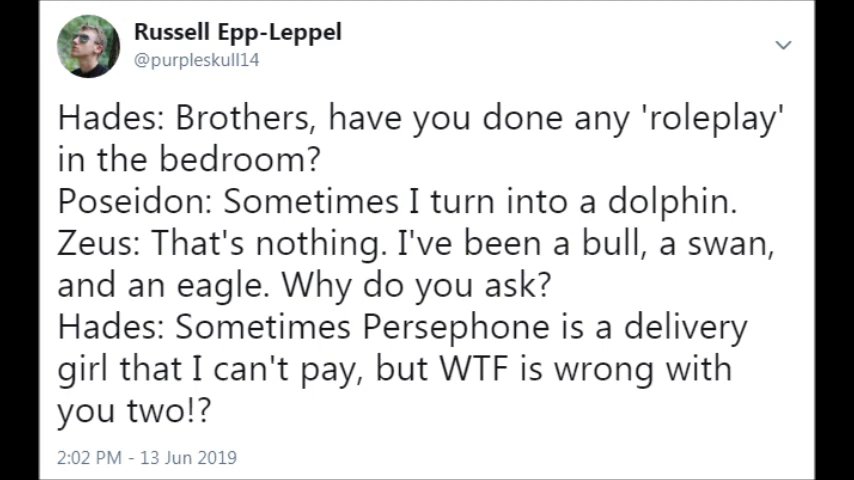 Russell Epp-Leppel
@purpleskull14
Hades: Brothers, have you done any 'roleplay'
in the bedroom?
Poseidon: Sometimes I turn into a dolphin.
Zeus: That's nothing. I've been a bull, a swan,
and an eagle. Why do you ask?
Hades: Sometimes Persephone is a delivery
girl that I can't pay, but WTF is wrong with
you two!?
2:02 PM - 13 Jun 2019